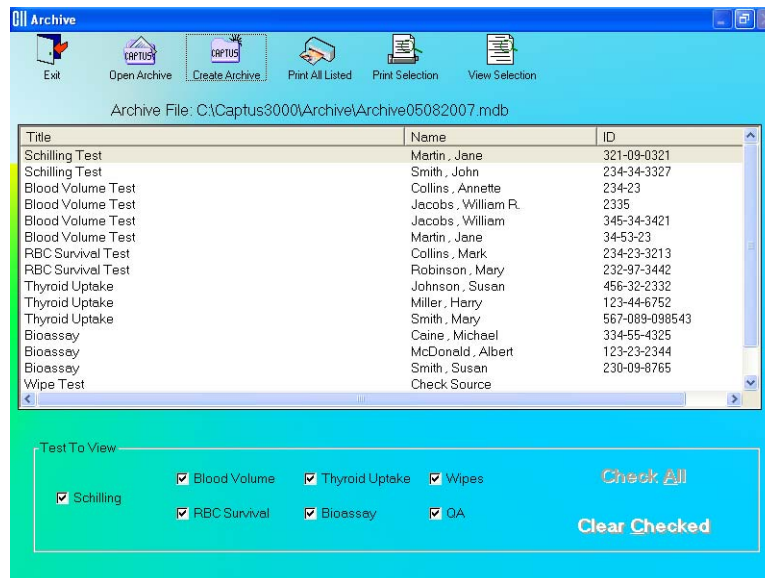 Archive
CAPTUS CAPTUS
Exit Open Archive Create Archive Print All Listed Print Selection View Selection
Archive File: C:\Captus3000\Archive\Archive05082007.mdb
Title Name ID
Schilling Test Martin , Jane 321-09-0321
Schilling Test Smith , John 234-34-3327
Blood Volume Test Collins , Annette 234-23
Blood Volume Test Jacobs , William R. 2335
Blood Volume Test Jacobs , William 345-34-3421
Blood Volume Test Martin , Jane 34-53-23
RBC Survival Test Collins , Mark 234-23-3213
RBC Survival Test Robinson , Mary 232-97-3442
Thyroid Uptake Johnson , Susan 456-32-2332
Thyroid Uptake Miller , Harry 123-44-6752
Thyroid Uptake Smith , Mary 567-089-098543
Bioassay Caine , Michael 334-55-4325
Bioassay McDonald , Albert 123-23-2344
Bioassay Smith , Susan 230-09-8765
Wipe Test Check Source
Test To View
Blood Volume Thyroid Uptake Wipes Check All
Schilling
RBC Survival Bioassay QA Clear Checked